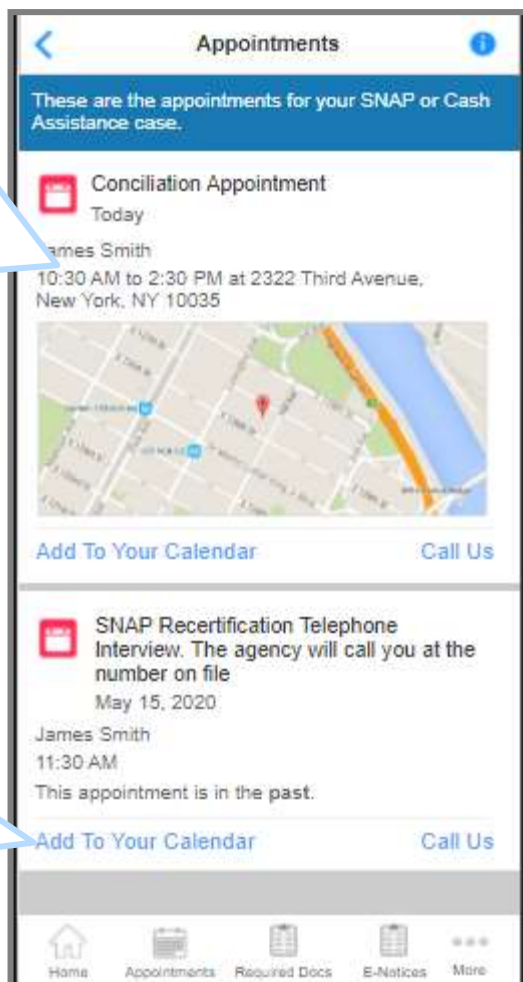 Appointments
These are the appointments for your SNAP or Cash
Assistance case.
Conciliation Appointment
Today
ames Smith
10:30 AM to 2:30 PM at 2322 Third Avenue,
New York, NY 10035
Add To Your Calendar
Call Us
SNAP Recertification Telephone
Interview. The agency will call you at the
number on file
May 15, 2020
James Smith
11:30 AM
This appointment is in the past.
Add To Your Calendar
Call Us
Home
Appointments
Required Docs
E-Notices
More